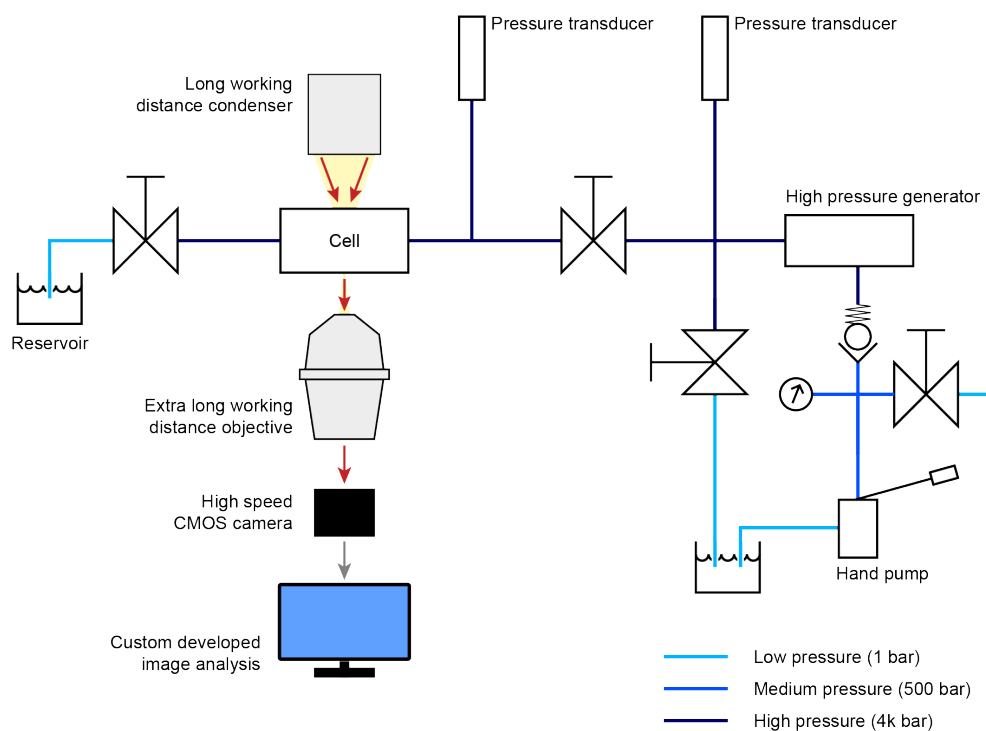 Pressure transducer
Pressure transducer
Long working
distance condenser
High pressure generator
Cell
Reservoir
Extra long working
distance objective
High speed
CMOS camera
Hand pump
Custom developed
image analysis
Low pressure (1 bar)
Medium pressure (500 bar)
High pressure (4k bar)